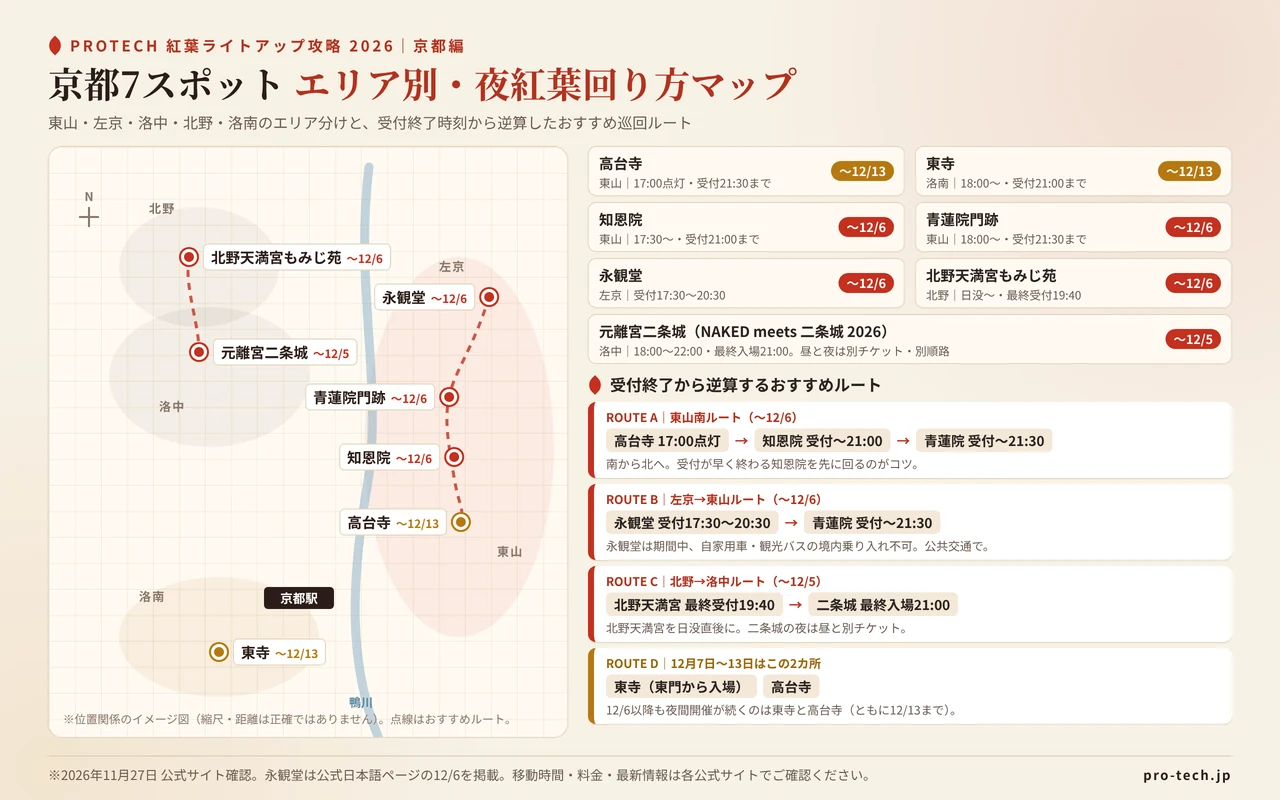 PROTECH 紅葉ライトアップ攻略 2026｜京都編
京都7スポット エリア別・夜紅葉回り方マップ
東山・左京・洛中・北野・洛南のエリア分けと、受付終了時刻から逆算したおすすめ巡回ルート
N
北野
北野天満宮もみじ苑 〜12/6
左京
永観堂 〜12/6
元離宮二条城 〜12/5
青蓮院門跡 〜12/6
洛中
知恩院 〜12/6
高台寺 〜12/13
東山
洛南
京都駅
東寺 〜12/13
鴨川
※位置関係のイメージ図（縮尺・距離は正確ではありません）。点線はおすすめルート。
高台寺
東山｜17:00点灯・受付21:30まで
〜12/13
東寺
洛南｜18:00〜・受付21:00まで
〜12/13
知恩院
東山｜17:30〜・受付21:00まで
〜12/6
青蓮院門跡
東山｜18:00〜・受付21:30まで
〜12/6
永観堂
左京｜受付17:30〜20:30
〜12/6
北野天満宮もみじ苑
北野｜日没〜・最終受付19:40
〜12/6
元離宮二条城（NAKED meets 二条城 2026）
洛中｜18:00〜22:00・最終入場21:00。昼と夜は別チケット・別順路
〜12/5
受付終了から逆算するおすすめルート
ROUTE A｜東山南ルート（〜12/6）
高台寺 17:00点灯 → 知恩院 受付〜21:00 → 青蓮院 受付〜21:30
南から北へ。受付が早く終わる知恩院を先に回るのがコツ。
ROUTE B｜左京→東山ルート（〜12/6）
永観堂 受付17:30〜20:30 → 青蓮院 受付〜21:30
永観堂は期間中、自家用車・観光バスの境内乗り入れ不可。公共交通で。
ROUTE C｜北野→洛中ルート（〜12/5）
北野天満宮 最終受付19:40 → 二条城 最終入場21:00
北野天満宮を日没直後に。二条城の夜は昼と別チケット。
ROUTE D｜12月7日〜13日はこの2カ所
東寺（東門から入場） 高台寺
12/6以降も夜間開催が続くのは東寺と高台寺（ともに12/13まで）。
※2026年11月27日 公式サイト確認。永観堂は公式日本語ページの12/6を掲載。移動時間・料金・最新情報は各公式サイトでご確認ください。
pro-tech.jp